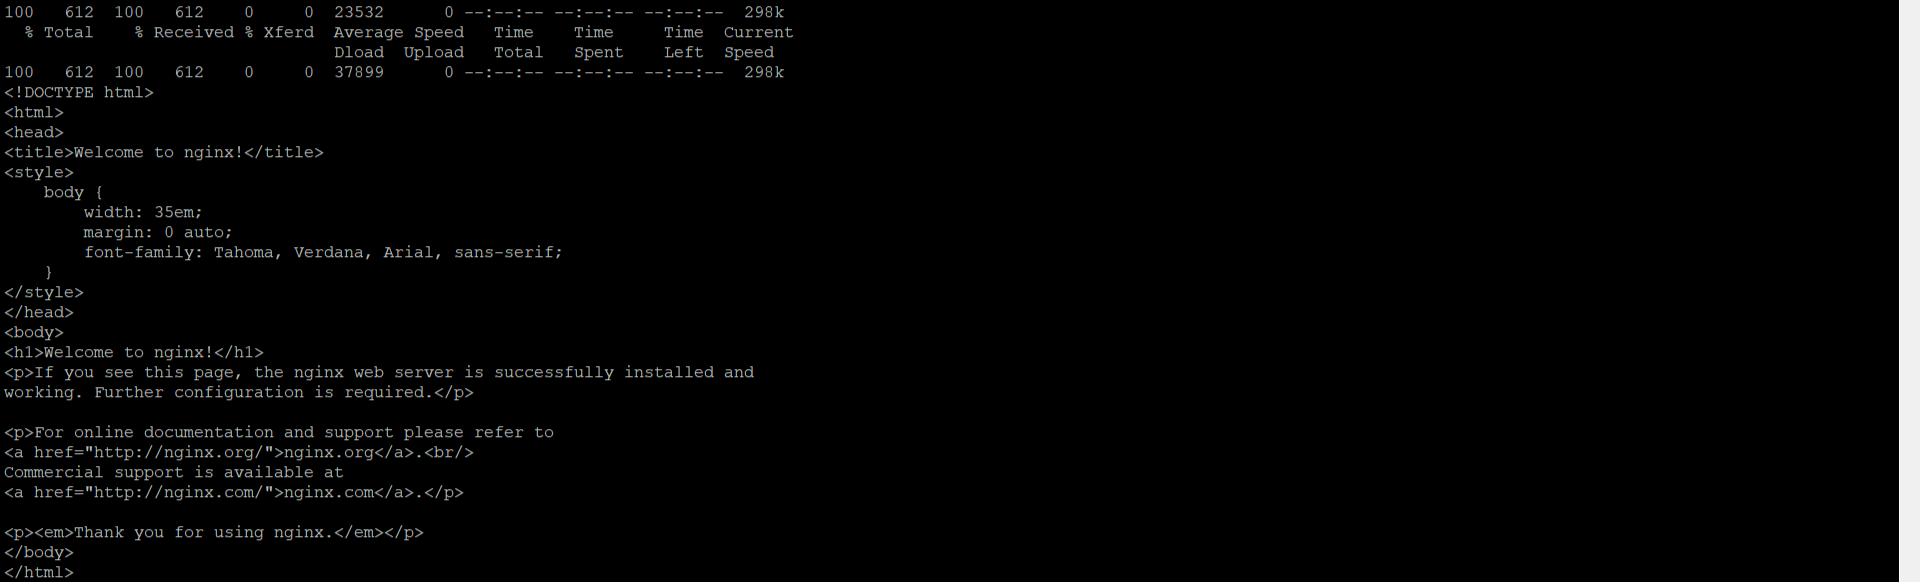 100   612  100   612    0     0  23532      0 --:--:-- --:--:-- --:--:--  298k
  % Total    % Received % Xferd  Average Speed   Time    Time     Time  Current
                                 Dload  Upload   Total   Spent    Left  Speed
100   612  100   612    0     0  37899      0 --:--:-- --:--:-- --:--:--  298k
<!DOCTYPE html>
<html>
<head>
<title>Welcome to nginx!</title>
<style>
    body {
        width: 35em;
        margin: 0 auto;
        font-family: Tahoma, Verdana, Arial, sans-serif;
    }
</style>
</head>
<body>
<h1>Welcome to nginx!</h1>
<p>If you see this page, the nginx web server is successfully installed and
working. Further configuration is required.</p>

<p>For online documentation and support please refer to
<a href="http://nginx.org/">nginx.org</a>.<br/>
Commercial support is available at
<a href="http://nginx.com/">nginx.com</a>.</p>

<p><em>Thank you for using nginx.</em></p>
</body>
</html>